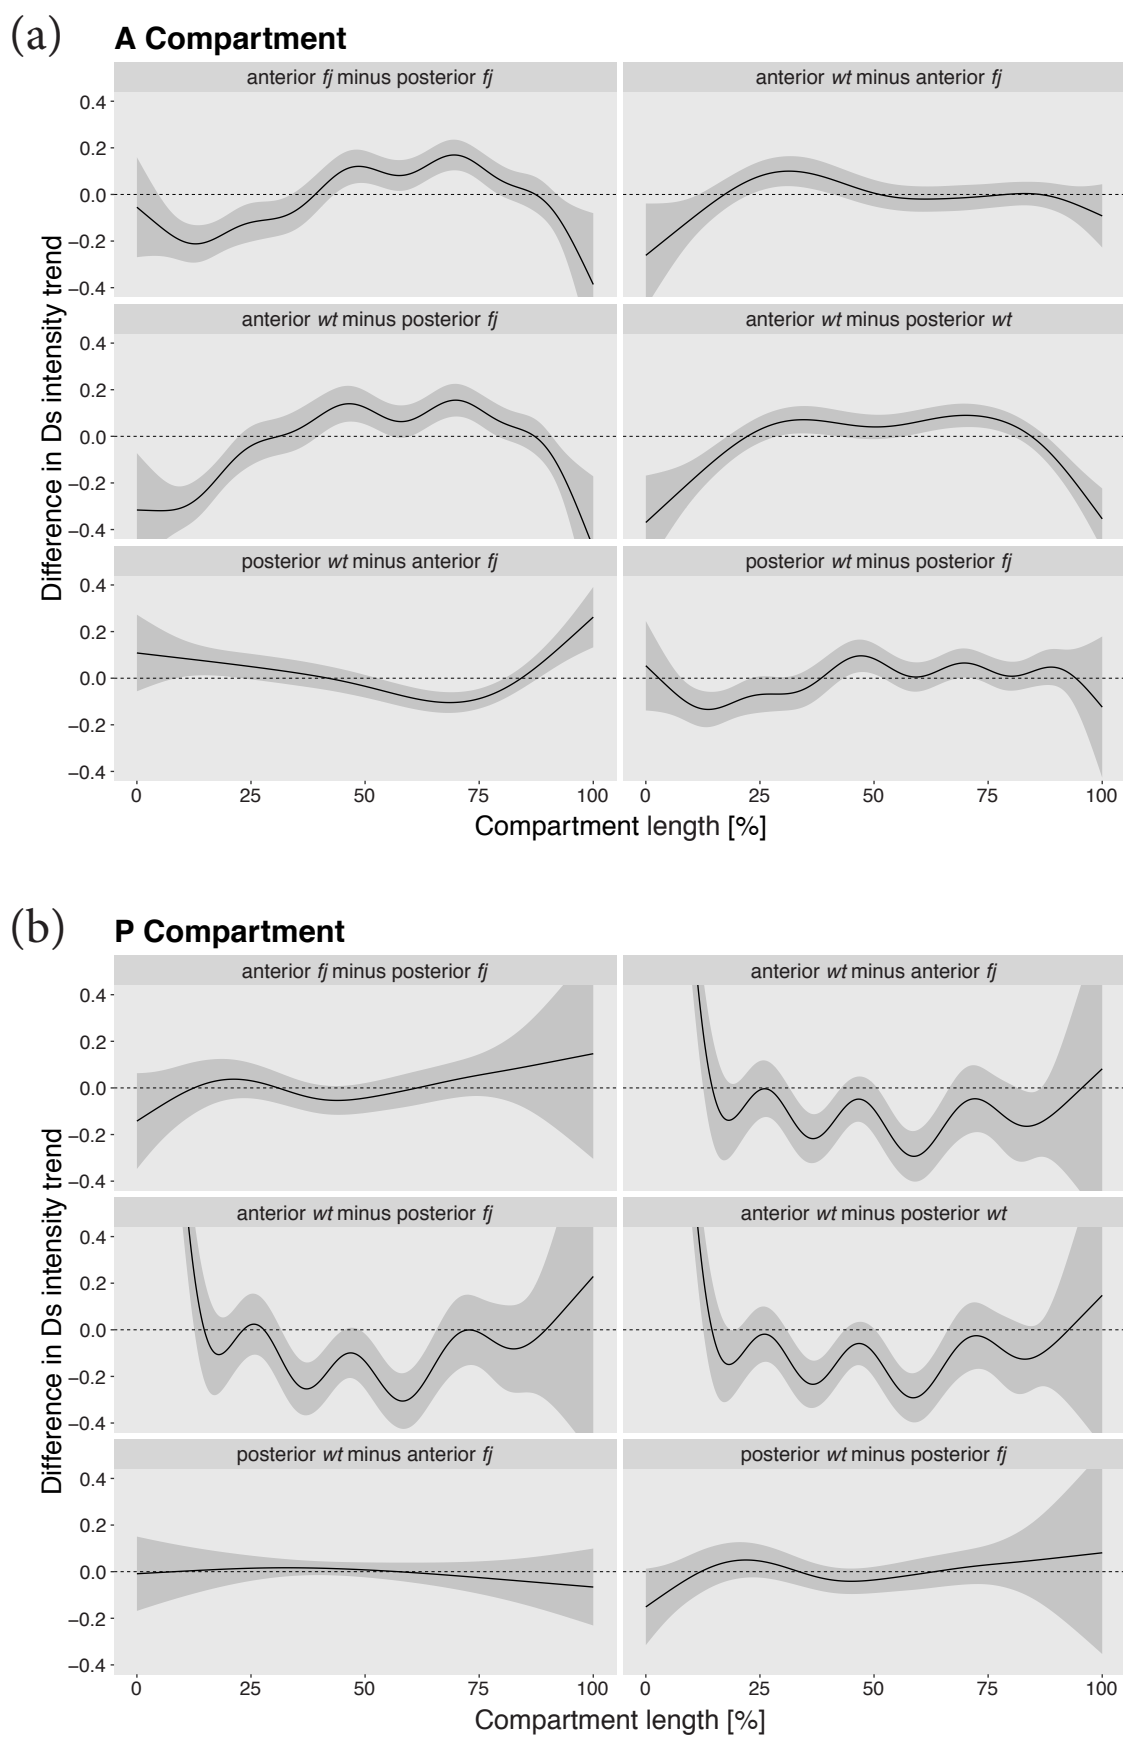 (a) A Compartment
anterior fj minus posterior fj
anterior wt minus anterior fj
0.4
0.2
0.0
−0.2
−0.4
anterior wt minus posterior fj
anterior wt minus posterior wt
0.4
0.2
0.0
−0.2
−0.4
posterior wt minus anterior fj
posterior wt minus posterior fj
0.4
0.2
0.0
−0.2
−0.4
Difference in Ds intensity trend
0 25 50 75 100 0 25 50 75 100
Compartment length [%]
(b) P Compartment
anterior fj minus posterior fj
anterior wt minus anterior fj
0.4
0.2
0.0
−0.2
−0.4
anterior wt minus posterior fj
anterior wt minus posterior wt
0.4
0.2
0.0
−0.2
−0.4
posterior wt minus anterior fj
posterior wt minus posterior fj
0.4
0.2
0.0
−0.2
−0.4
Difference in Ds intensity trend
0 25 50 75 100 0 25 50 75 100
Compartment length [%]